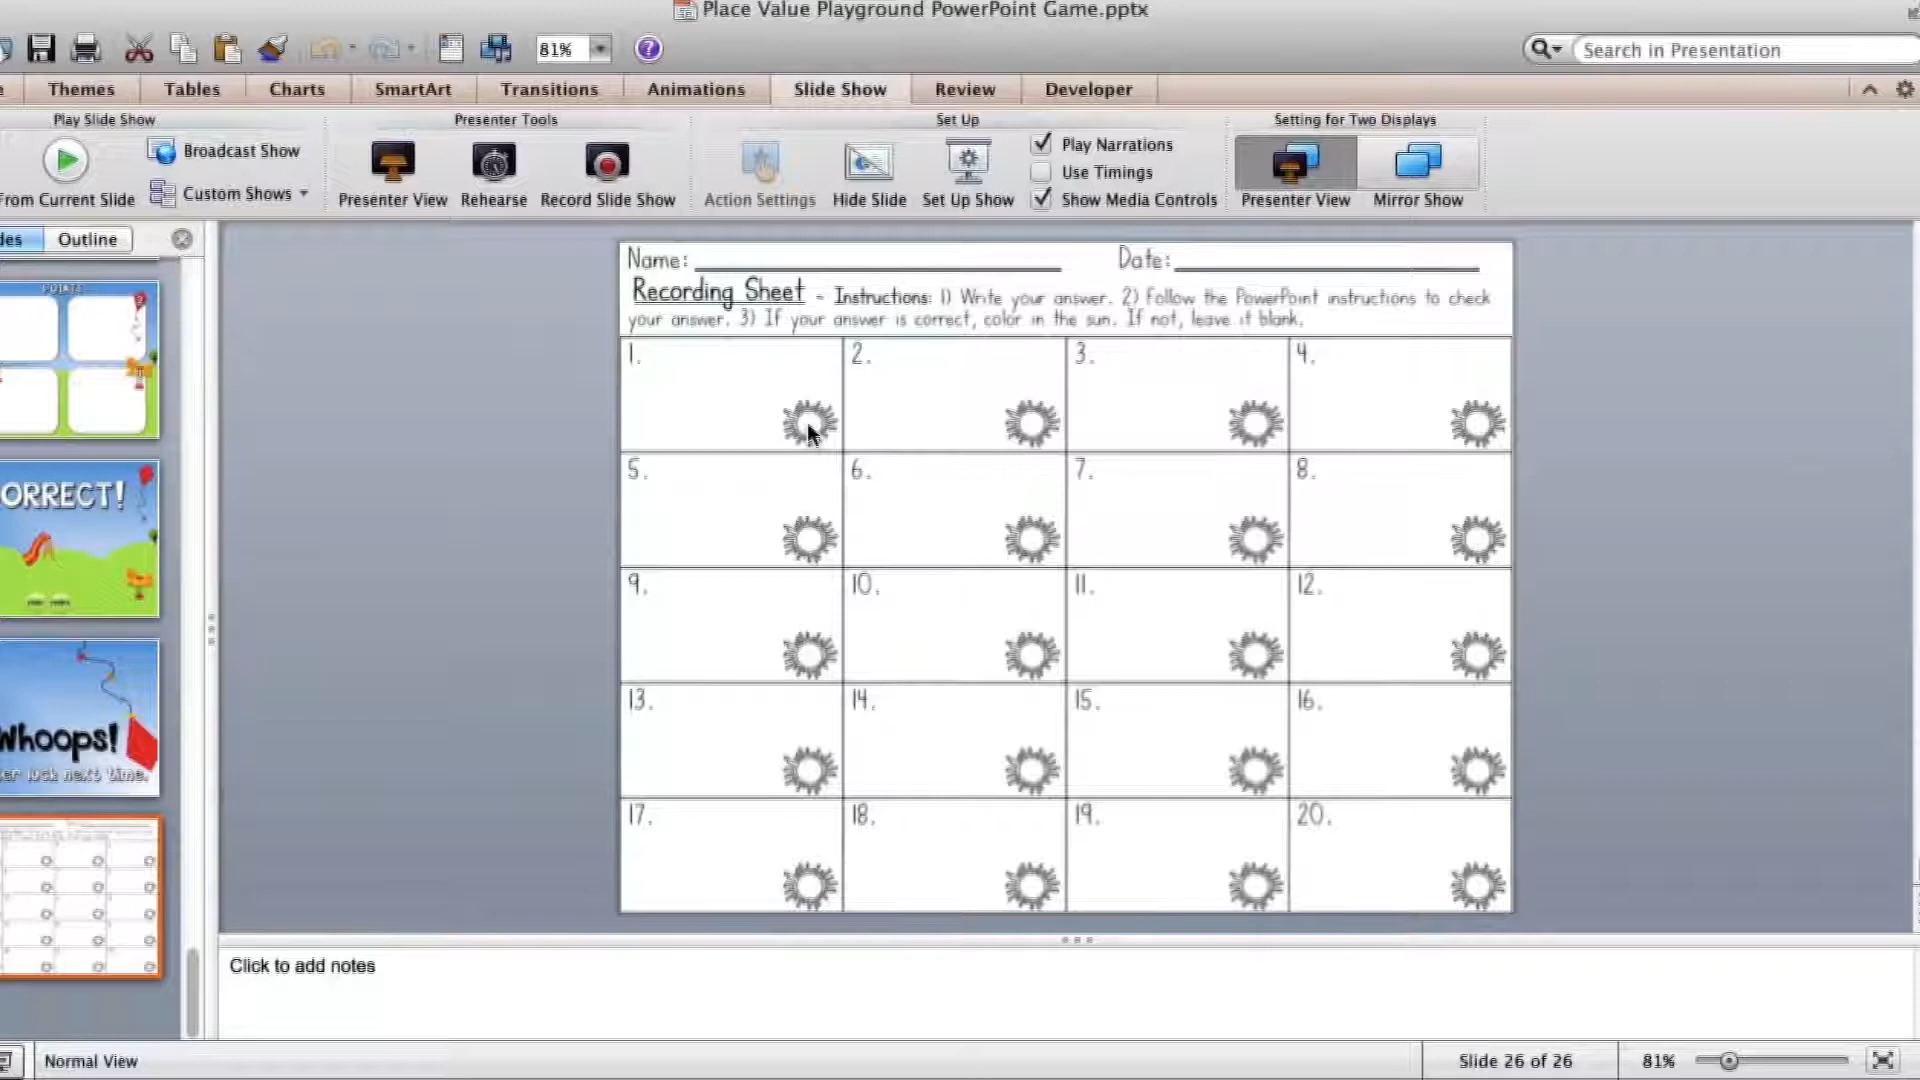 Place Value Playground PowerPoint Game.pptx
81%
Search in Presentation
Themes
Tables
Charts
SmartArt
Transitions
Animations
Slide Show
Review
Developer
Play Slide Show
Presenter Tools
Set Up
Setting for Two Displays
Broadcast Show
Play Narrations
Use Timings
Custom Shows
From Current Slide
Presenter View
Rehearse
Record Slide Show
Action Settings
Hide Slide
Set Up Show
Show Media Controls
Presenter View
Mirror Show
Outline
Name:
Date:
Recording Sheet - Instructions: 1) Write your answer. 2) Follow the PowerPoint instructions to check
your answer. 3) If your answer is correct, color in the sun. If not, leave it blank.
1.
2.
3.
4.
5.
6.
7.
8.
9.
10.
11.
12.
13.
14.
15.
16.
17.
18.
19.
20.
ORRECT!
Whoops!
luck next time.
Click to add notes
Normal View
Slide 26 of 26
81%